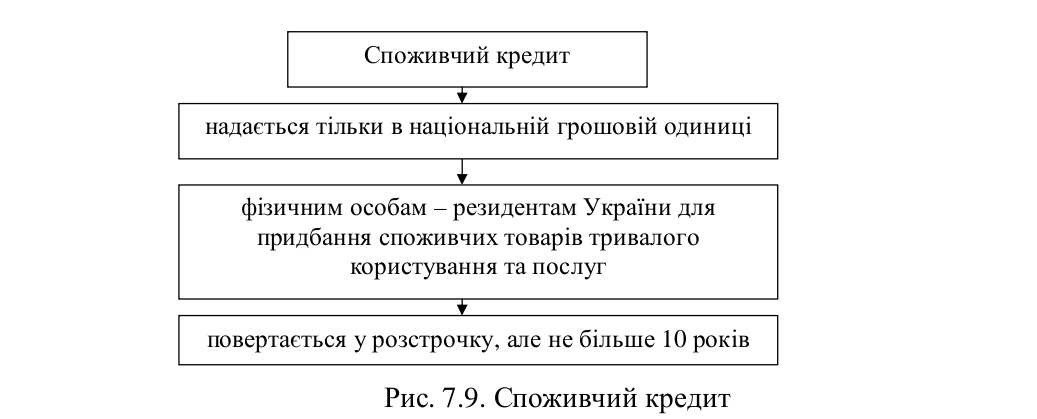 Споживчий кредит
надається тільки в національній грошовій одиниці
фізичним особам – резидентам України для
придбання споживчих товарів тривалого
користування та послуг
повертається у розстрочку, але не більше 10 років
Рис. 7.9. Споживчий кредит